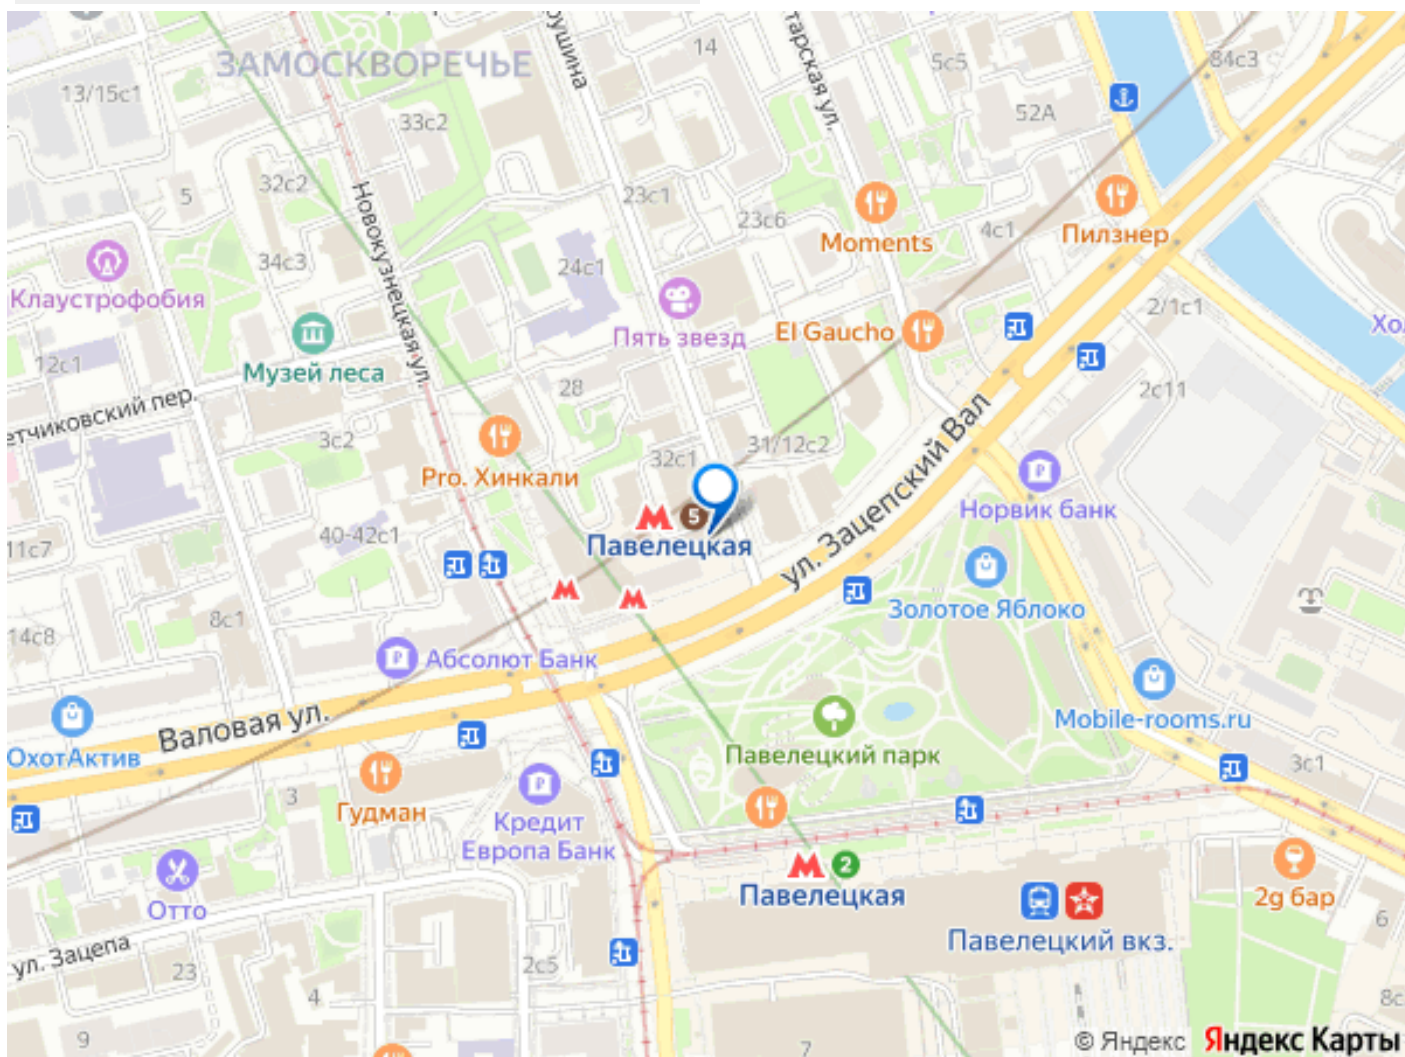 ЗАМОСКВОРЕЧЬЕ
14
5с5
84с3
13/15с1
33с2
52А
32с2
5
23с1
23с6
4с1
Moments
Пилзнер
34с3
24с1
Клаустрофобия
Новокузнецкая ул.
Пять звезд
El Gaucho
2/1с1
Музей леса
12с1
28
2с11
3с2
32с1
31/12с2
Pro. Хинкали
ул. Зацепский Вал
Норвик банк
М 5
Павелецкая
11с7
40-42с1
Золотое Яблоко
14с8
8с1
Абсолют Банк
Валовая ул.
Mobile-rooms.ru
ОхотАктив
Павелецкий парк
3с1
3
Гудман
Кредит
Европа Банк
М 2
Павелецкая
Отто
2g бар
6
Павелецкий вкз.
ул. Зацепа
23
2с5
4
9
7
© Яндекс Яндекс Карты